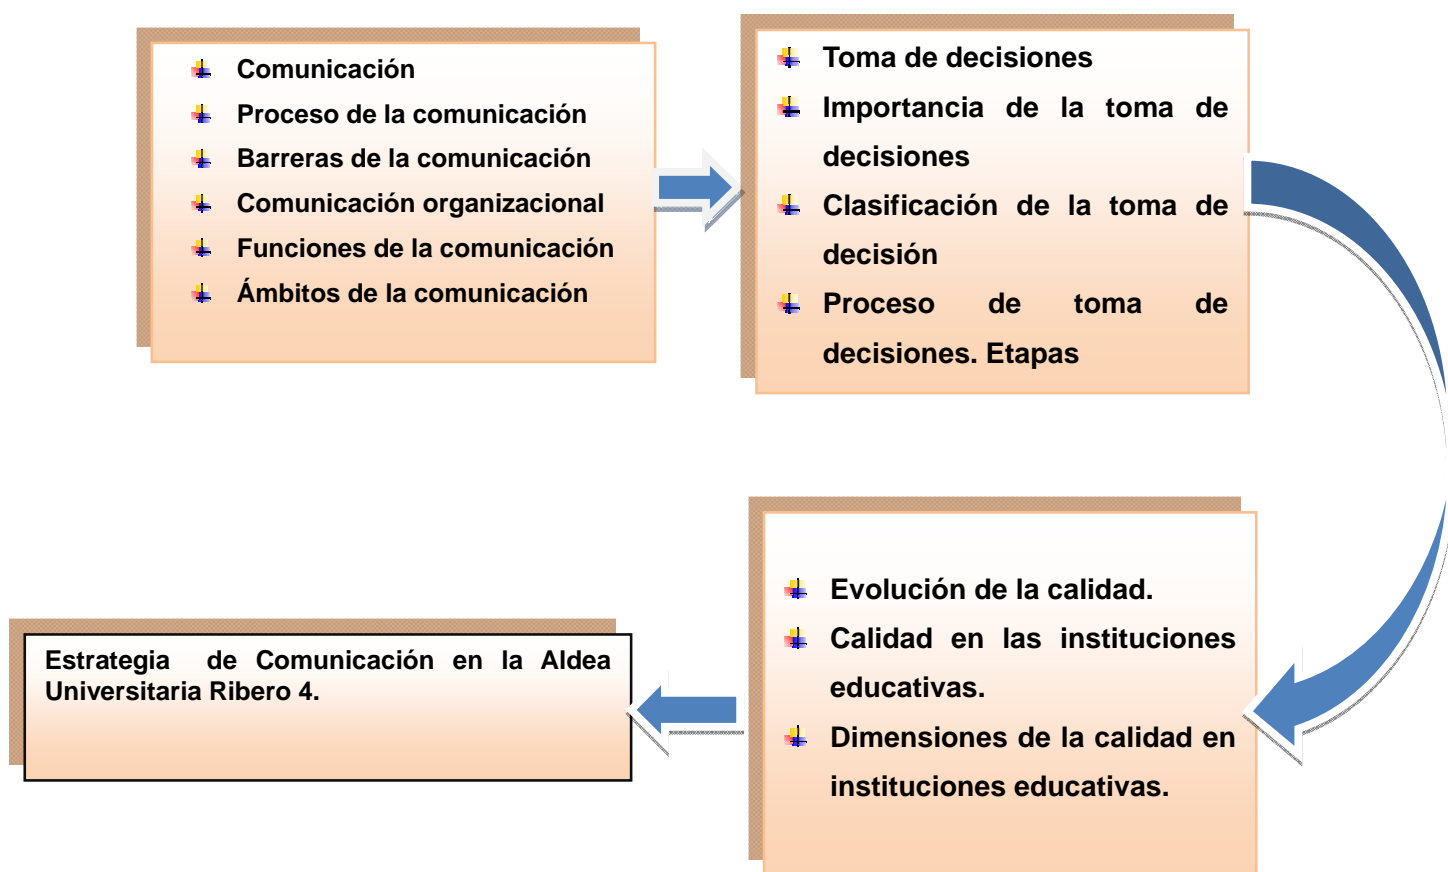 Comunicación
Proceso de la comunicación
Barreras de la comunicación
Comunicación organizacional
Funciones de la comunicación
Ámbitos de la comunicación
Toma de decisiones
Importancia de la toma de
decisiones
Clasificación de la toma de
decisión
Proceso de toma de
decisiones. Etapas
Evolución de la calidad.
Calidad en las instituciones
educativas.
Dimensiones de la calidad en
instituciones educativas.
Estrategia de Comunicación en la Aldea
Universitaria Ribero 4.